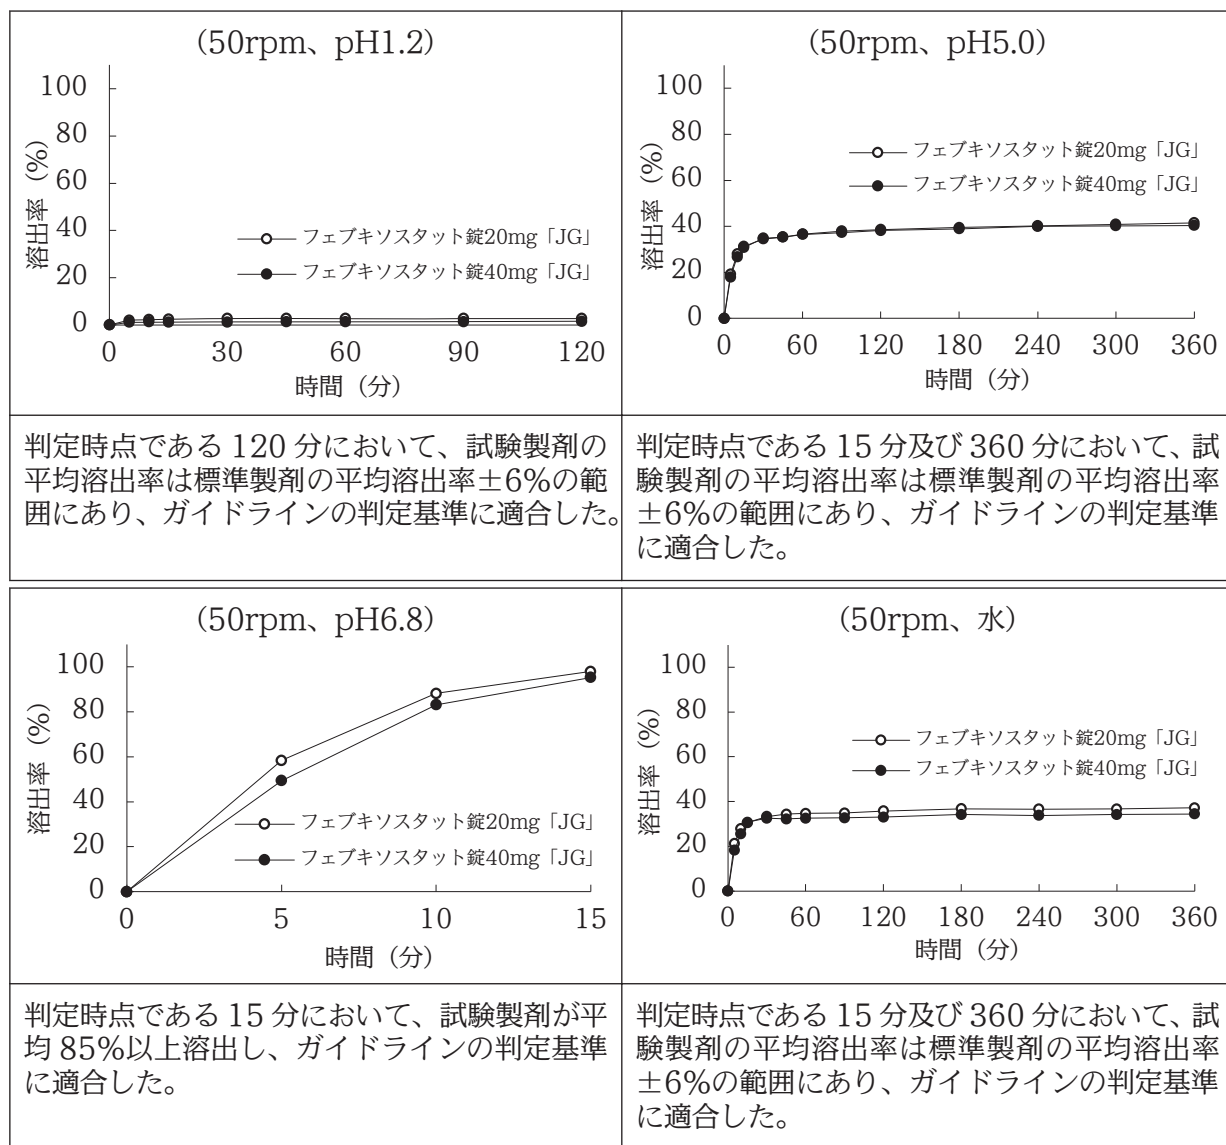 (50rpm、pH1.2)
100
80
60
40
20
0
溶出率 (%)
フェブキソスタット錠20mg「JG」
フェブキソスタット錠40mg「JG」
0 30 60 90 120
時間 (分)
判定時点である 120 分において、試験製剤の
平均溶出率は標準製剤の平均溶出率±6%の範
囲にあり、ガイドラインの判定基準に適合した。
(50rpm、pH5.0)
100
80
60
40
20
0
溶出率 (%)
フェブキソスタット錠20mg「JG」
フェブキソスタット錠40mg「JG」
0 60 120 180 240 300 360
時間 (分)
判定時点である 15 分及び 360 分において、試
験製剤の平均溶出率は標準製剤の平均溶出率
±6%の範囲にあり、ガイドラインの判定基準
に適合した。
(50rpm、pH6.8)
100
80
60
40
20
0
溶出率 (%)
フェブキソスタット錠20mg「JG」
フェブキソスタット錠40mg「JG」
0 5 10 15
時間 (分)
判定時点である 15 分において、試験製剤が平
均 85%以上溶出し、ガイドラインの判定基準
に適合した。
(50rpm、水)
100
80
60
40
20
0
溶出率 (%)
フェブキソスタット錠20mg「JG」
フェブキソスタット錠40mg「JG」
0 60 120 180 240 300 360
時間 (分)
判定時点である 15 分及び 360 分において、試
験製剤の平均溶出率は標準製剤の平均溶出率
±6%の範囲にあり、ガイドラインの判定基準
に適合した。